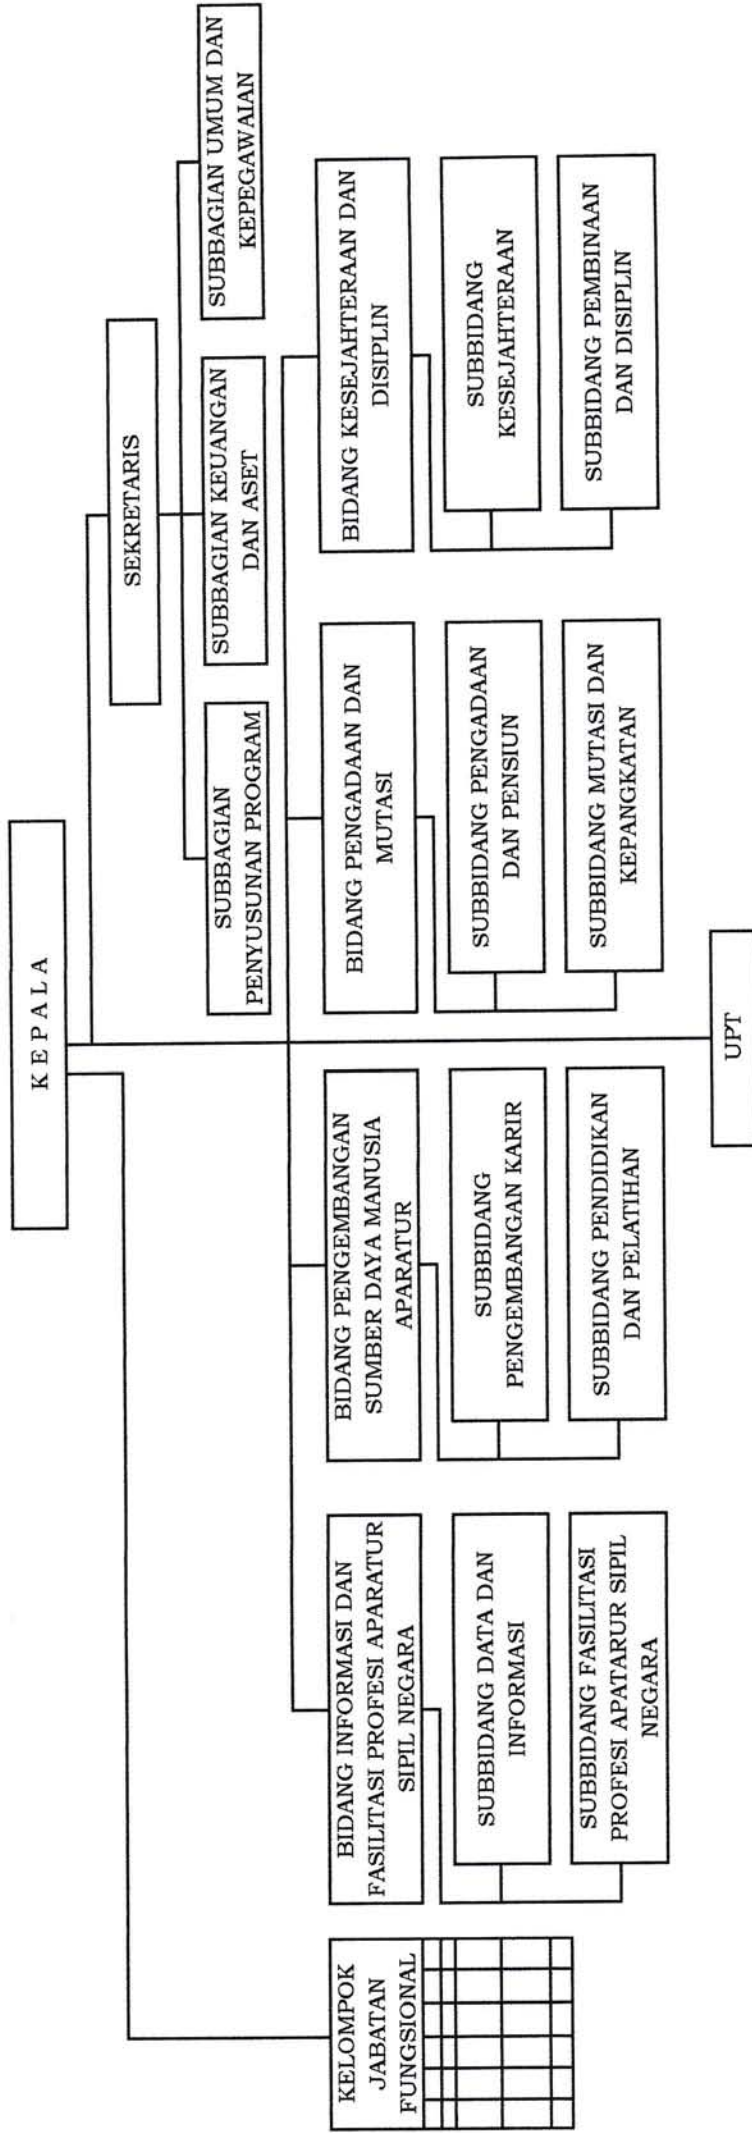 K E P A L A
SEKRETARIS
SUBBAGIAN
PENYUSUNAN PROGRAM
SUBBAGIAN KEUANGAN
DAN ASET
SUBBAGIAN UMUM DAN
KEPEGAWAIAN
KELOMPOK
JABATAN
FUNGSIONAL
BIDANG INFORMASI DAN
FASILITASI PROFESI APARATUR
SIPIL NEGARA
SUBBIDANG DATA DAN
INFORMASI
SUBBIDANG FASILITASI
PROFESI APATARUR SIPIL
NEGARA
BIDANG PENGEMBANGAN
SUMBER DAYA MANUSIA
APARATUR
SUBBIDANG
PENGEMBANGAN KARIR
SUBBIDANG PENDIDIKAN
DAN PELATIHAN
BIDANG PENGADAAN DAN
MUTASI
SUBBIDANG PENGADAAN
DAN PENSIUN
SUBBIDANG MUTASI DAN
KEPANGKATAN
BIDANG KESEJAHTERAAN DAN
DISIPLIN
SUBBIDANG
KESEJAHTERAAN
SUBBIDANG PEMBINAAN
DAN DISIPLIN
UPT